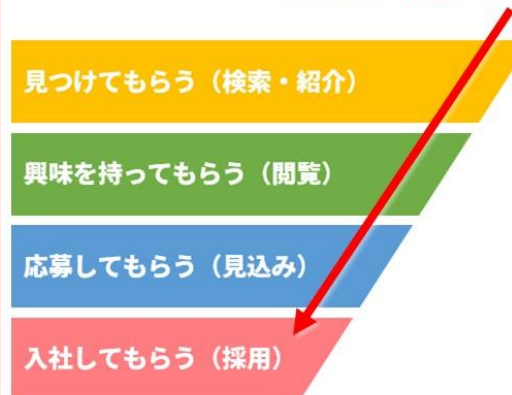 見つけてもらう（検索・紹介）
興味を持ってもらう（閲覧）
応募してもらう（見込み）
入社してもらう（採用）